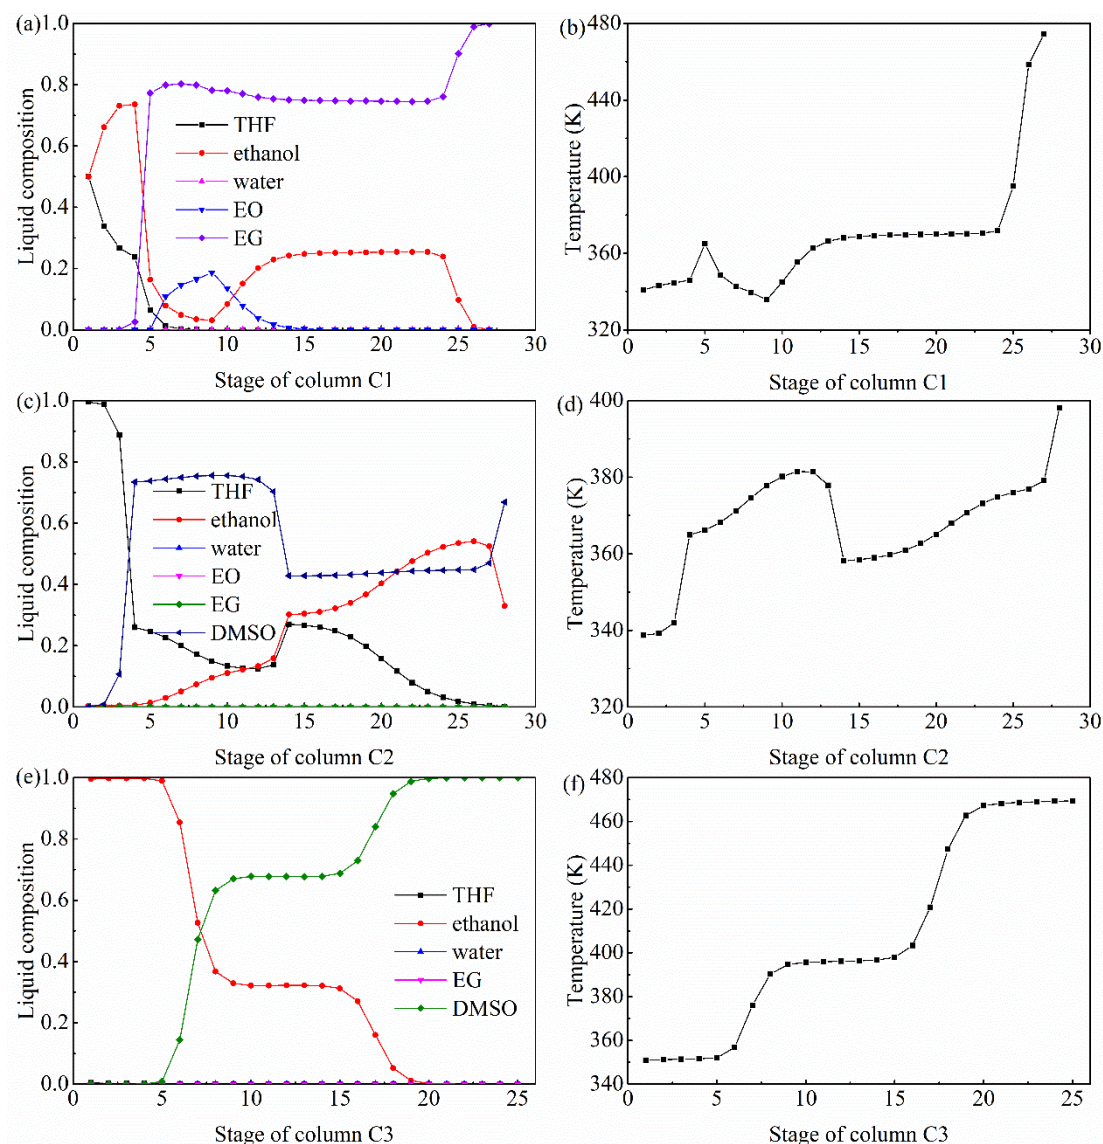 (a)
1.0
0.8
0.6
0.4
0.2
0.0
Liquid composition
THF
ethanol
water
EO
EG
0 5 10 15 20 25 30
Stage of column C1
(b)
480
440
400
360
320
Temperature (K)
0 5 10 15 20 25 30
Stage of column C1
(c)
1.0
0.8
0.6
0.4
0.2
0.0
Liquid composition
THF
ethanol
water
EO
EG
DMSO
0 5 10 15 20 25 30
Stage of column C2
(d)
400
380
360
340
320
Temperature (K)
0 5 10 15 20 25 30
Stage of column C2
(e)
1.0
0.8
0.6
0.4
0.2
0.0
Liquid composition
THF
ethanol
water
EG
DMSO
0 5 10 15 20 25
Stage of column C3
(f)
480
460
440
420
400
380
360
340
Temperature (K)
0 5 10 15 20 25
Stage of column C3